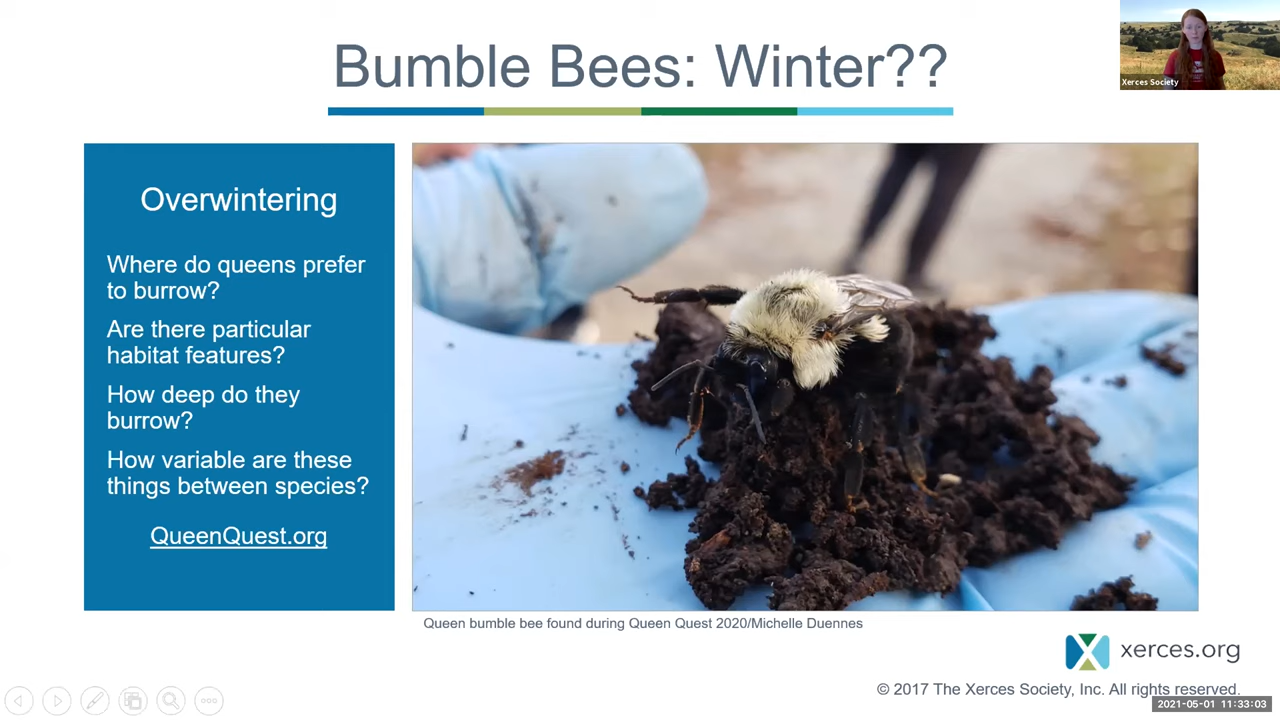 Bumble Bees: Winter??
Xerces Society
Overwintering
Where do queens prefer
to burrow?
Are there particular
habitat features?
How deep do they
burrow?
How variable are these
things between species?
QueenQuest.org
Queen bumble bee found during Queen Quest 2020/Michelle Duennes
xerces.org
© 2017 The Xerces Society, Inc. All rights reserved.
2021-05-01 11:33:03